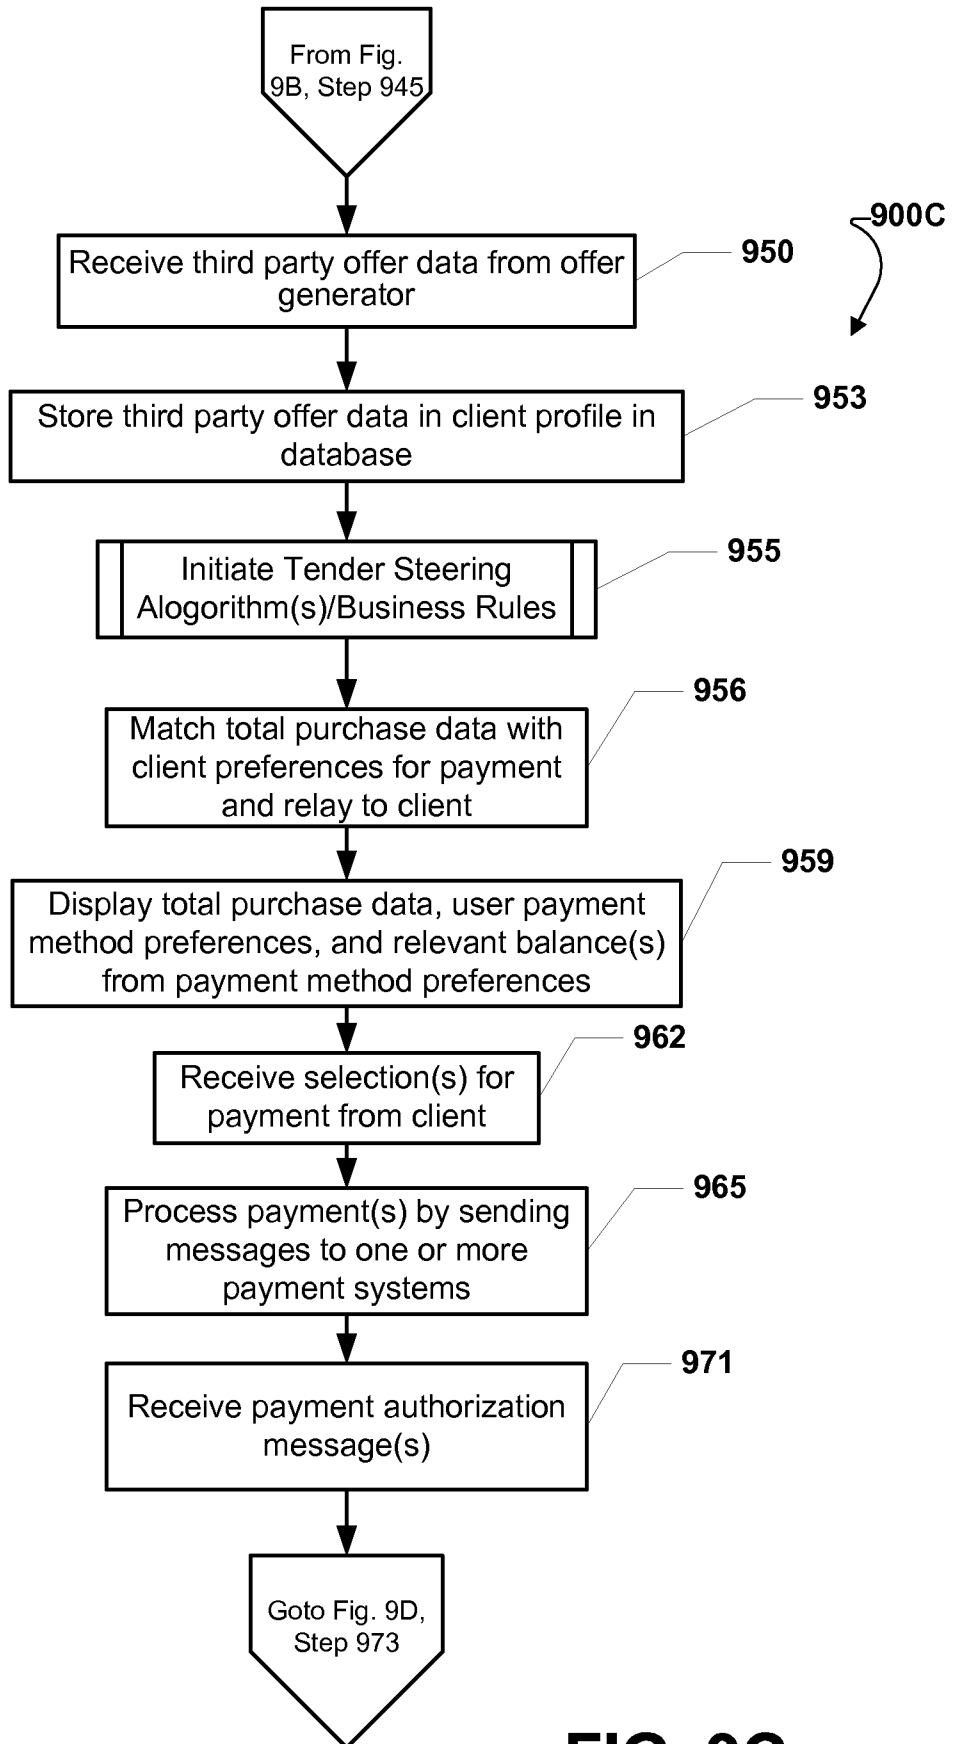 From Fig.
9B, Step 945
900C
Receive third party offer data from offer
generator
950
Store third party offer data in client profile in
database
953
Initiate Tender Steering
Alogorithm(s)/Business Rules
955
Match total purchase data with
client preferences for payment
and relay to client
956
Display total purchase data, user payment
method preferences, and relevant balance(s)
from payment method preferences
959
Receive selection(s) for
payment from client
962
Process payment(s) by sending
messages to one or more
payment systems
965
Receive payment authorization
message(s)
971
Goto Fig. 9D,
Step 973